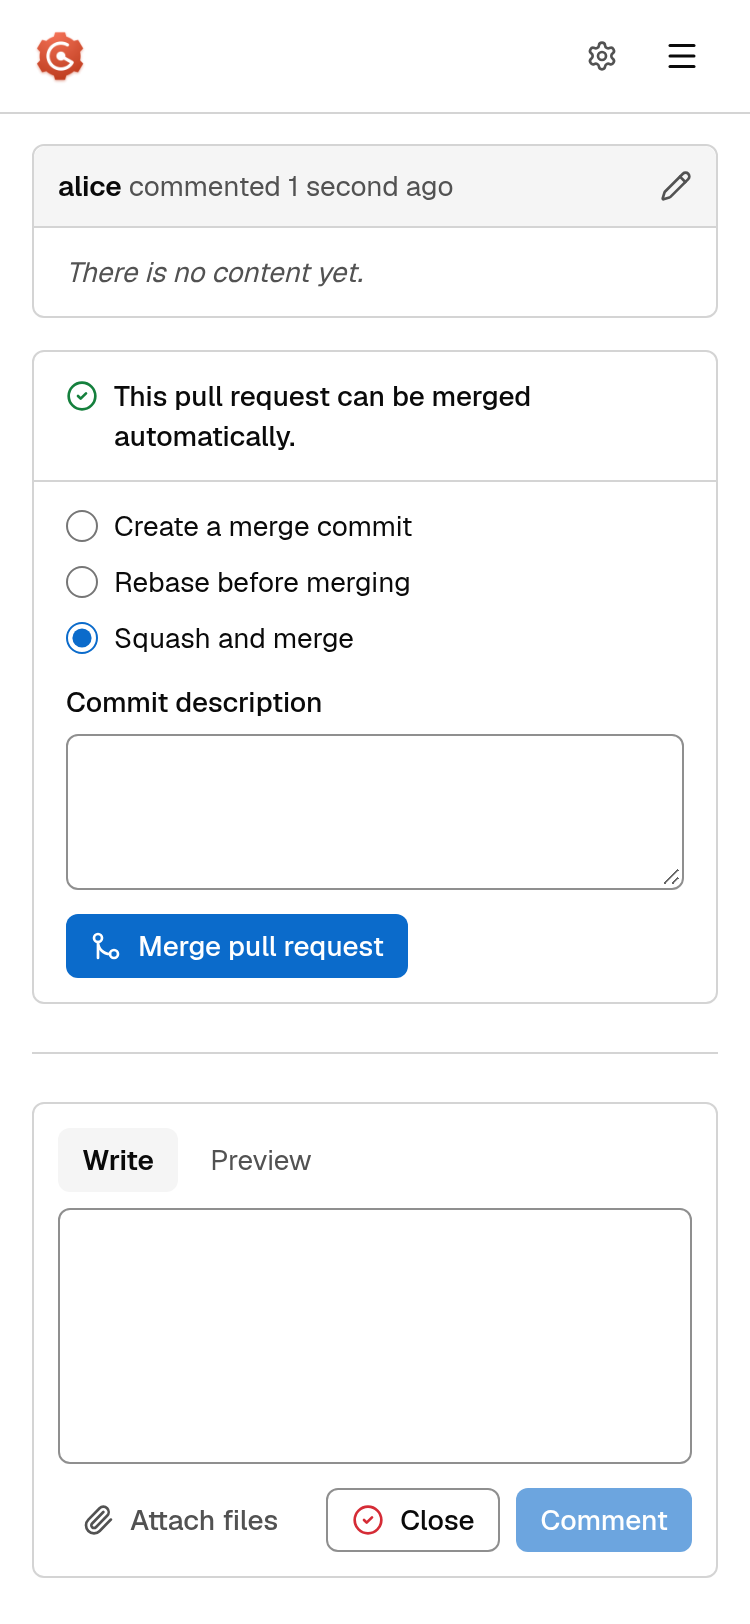 alice commented 1 second ago
There is no content yet.
This pull request can be merged
automatically.
Create a merge commit
Rebase before merging
Squash and merge
Commit description
Merge pull request
Write Preview
Attach files Close Comment